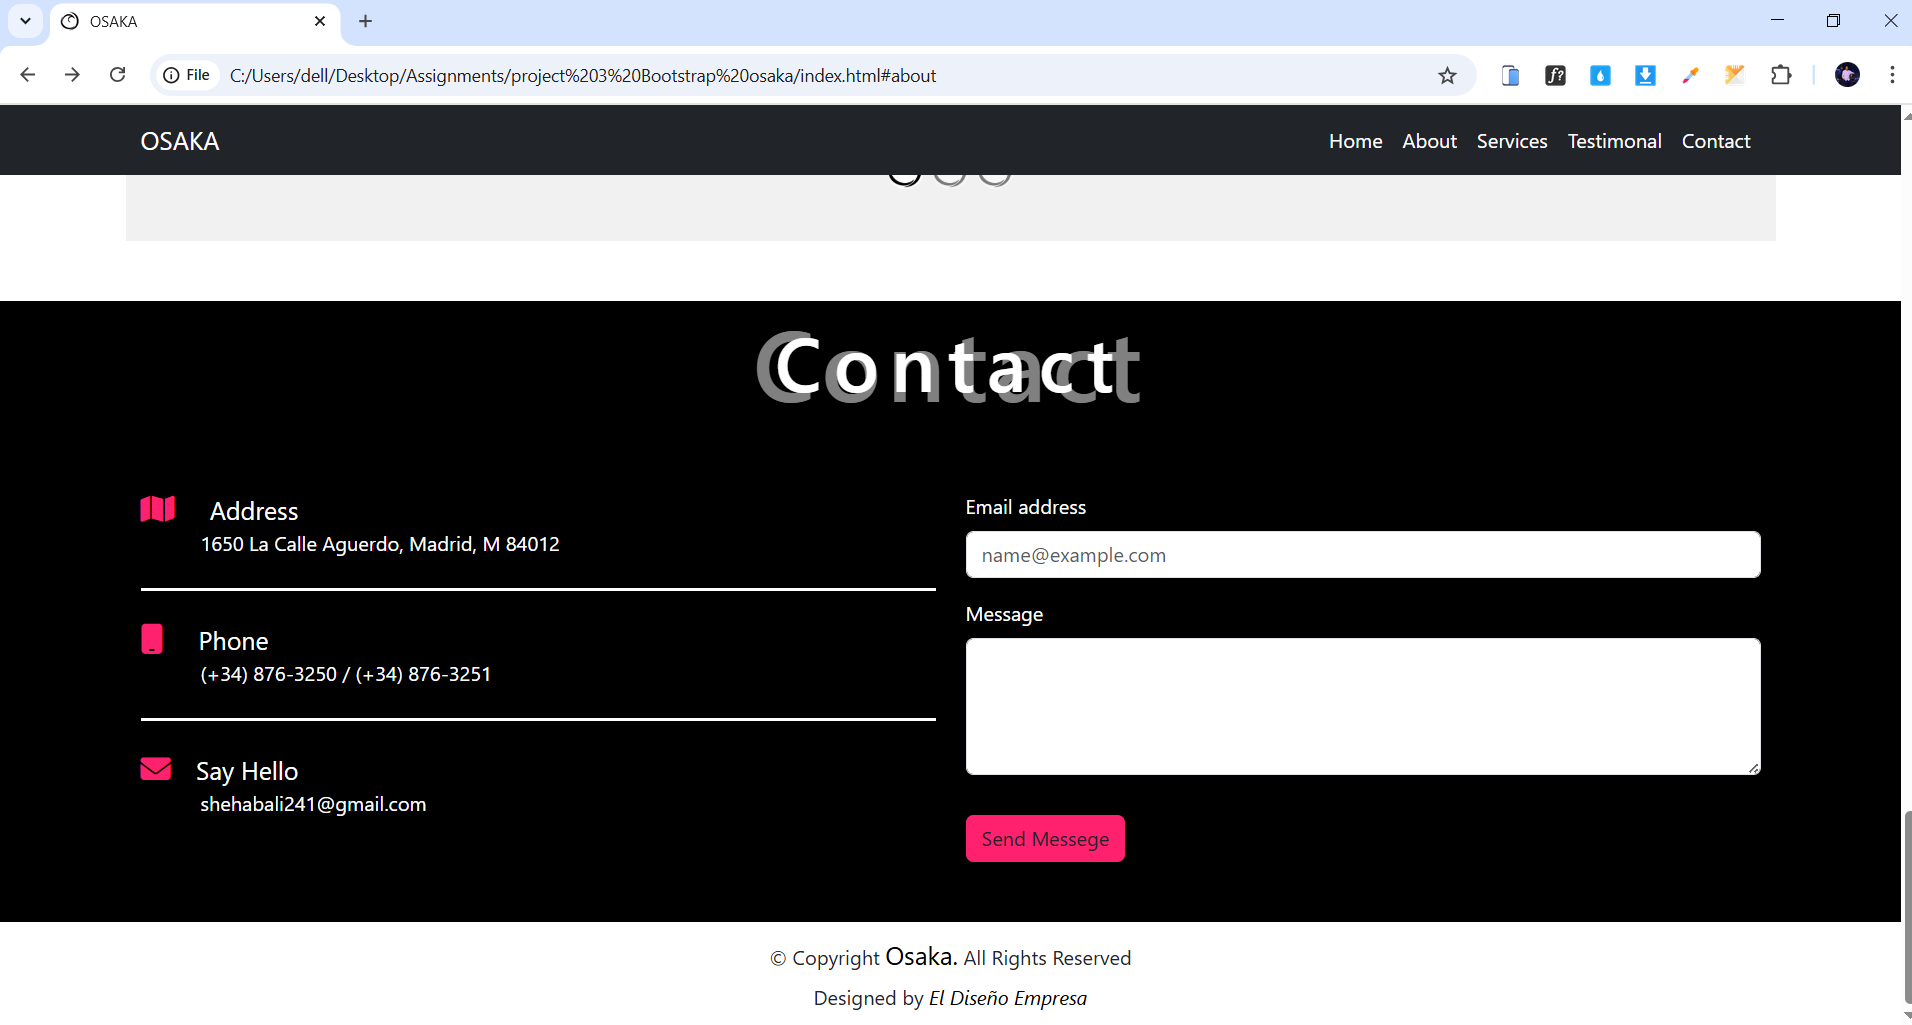 OSAKA
File C:/Users/dell/Desktop/Assignments/project%203%20Bootstrap%20osaka/index.html#about
OSAKA Home About Services Testimonal Contact
Contact
Contact
Address
1650 La Calle Aguerdo, Madrid, M 84012
Phone
(+34) 876-3250 / (+34) 876-3251
Say Hello
shehabali241@gmail.com
Email address
name@example.com
Message
Send Messege
© Copyright Osaka. All Rights Reserved
Designed by El Diseño Empresa